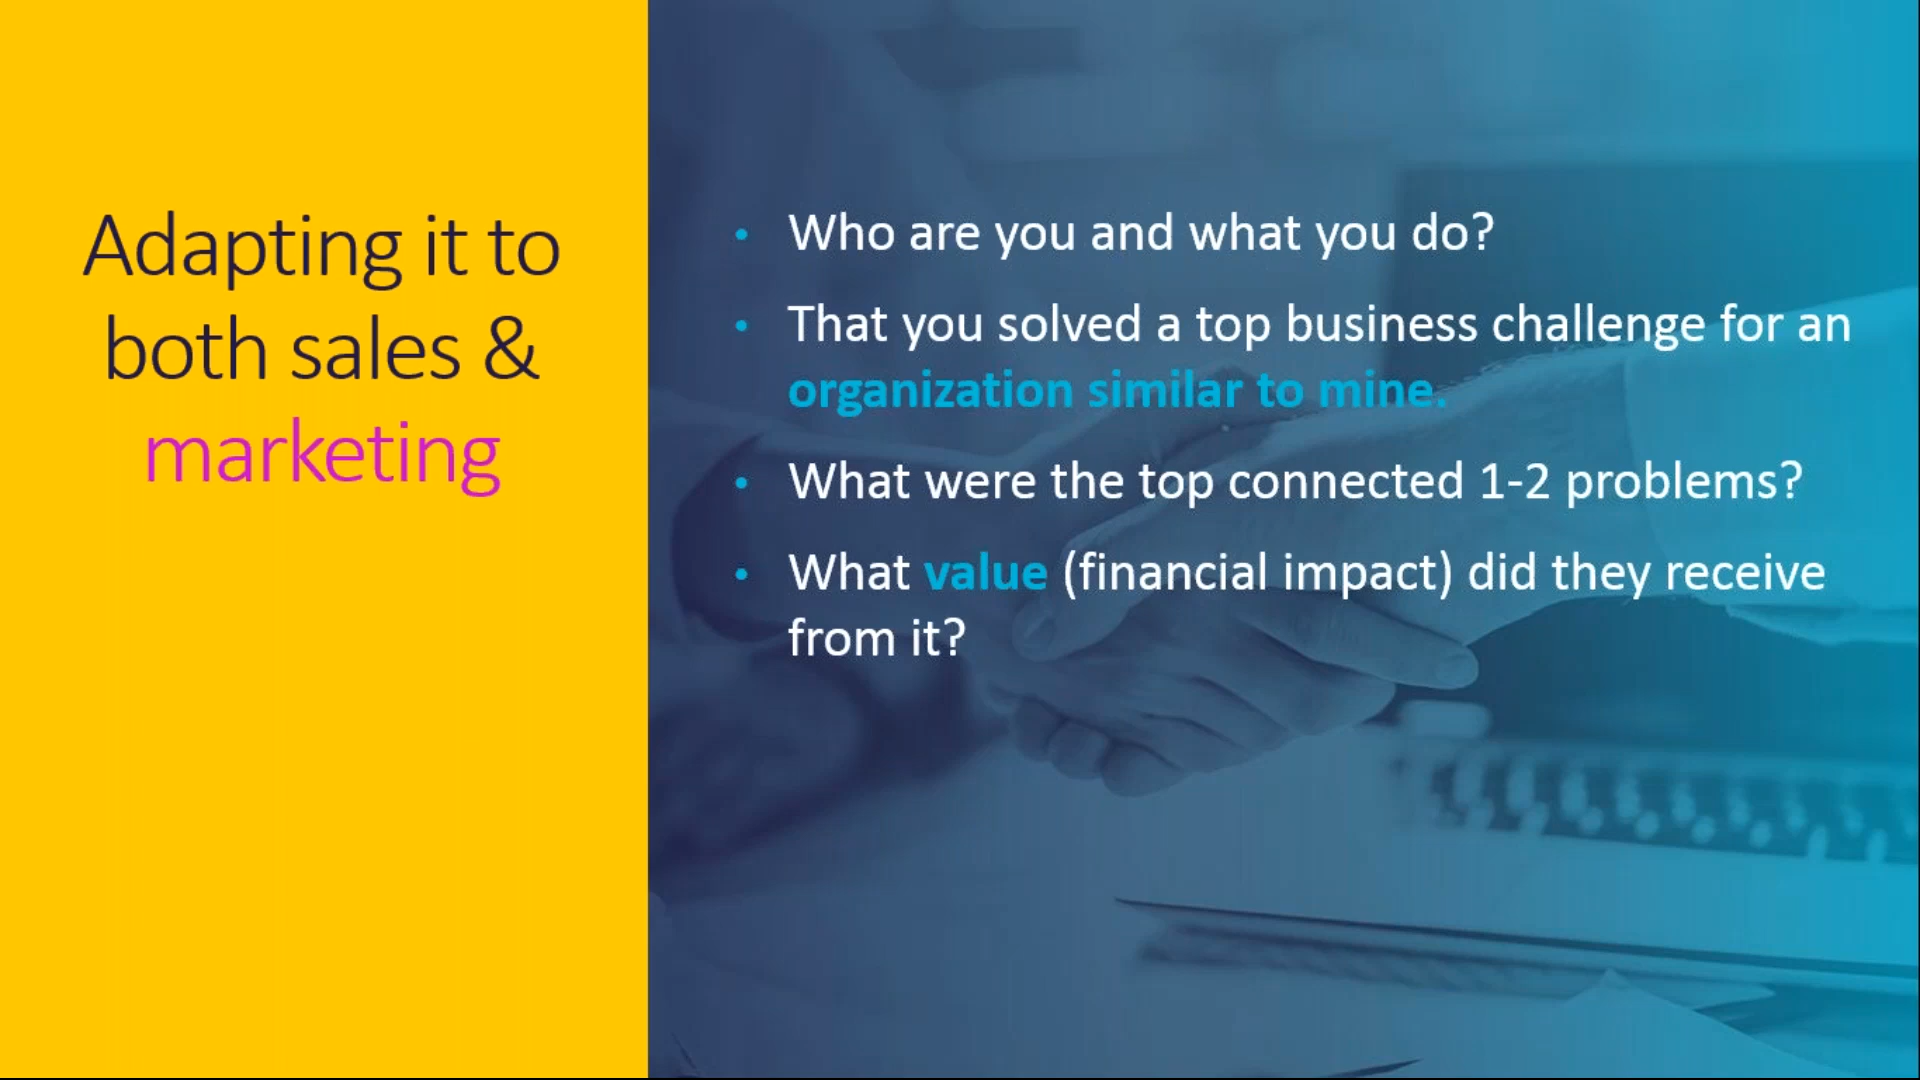 Adapting it to
both sales &
marketing
• Who are you and what you do?
• That you solved a top business challenge for an
organization similar to mine.
• What were the top connected 1-2 problems?
• What value (financial impact) did they receive
from it?